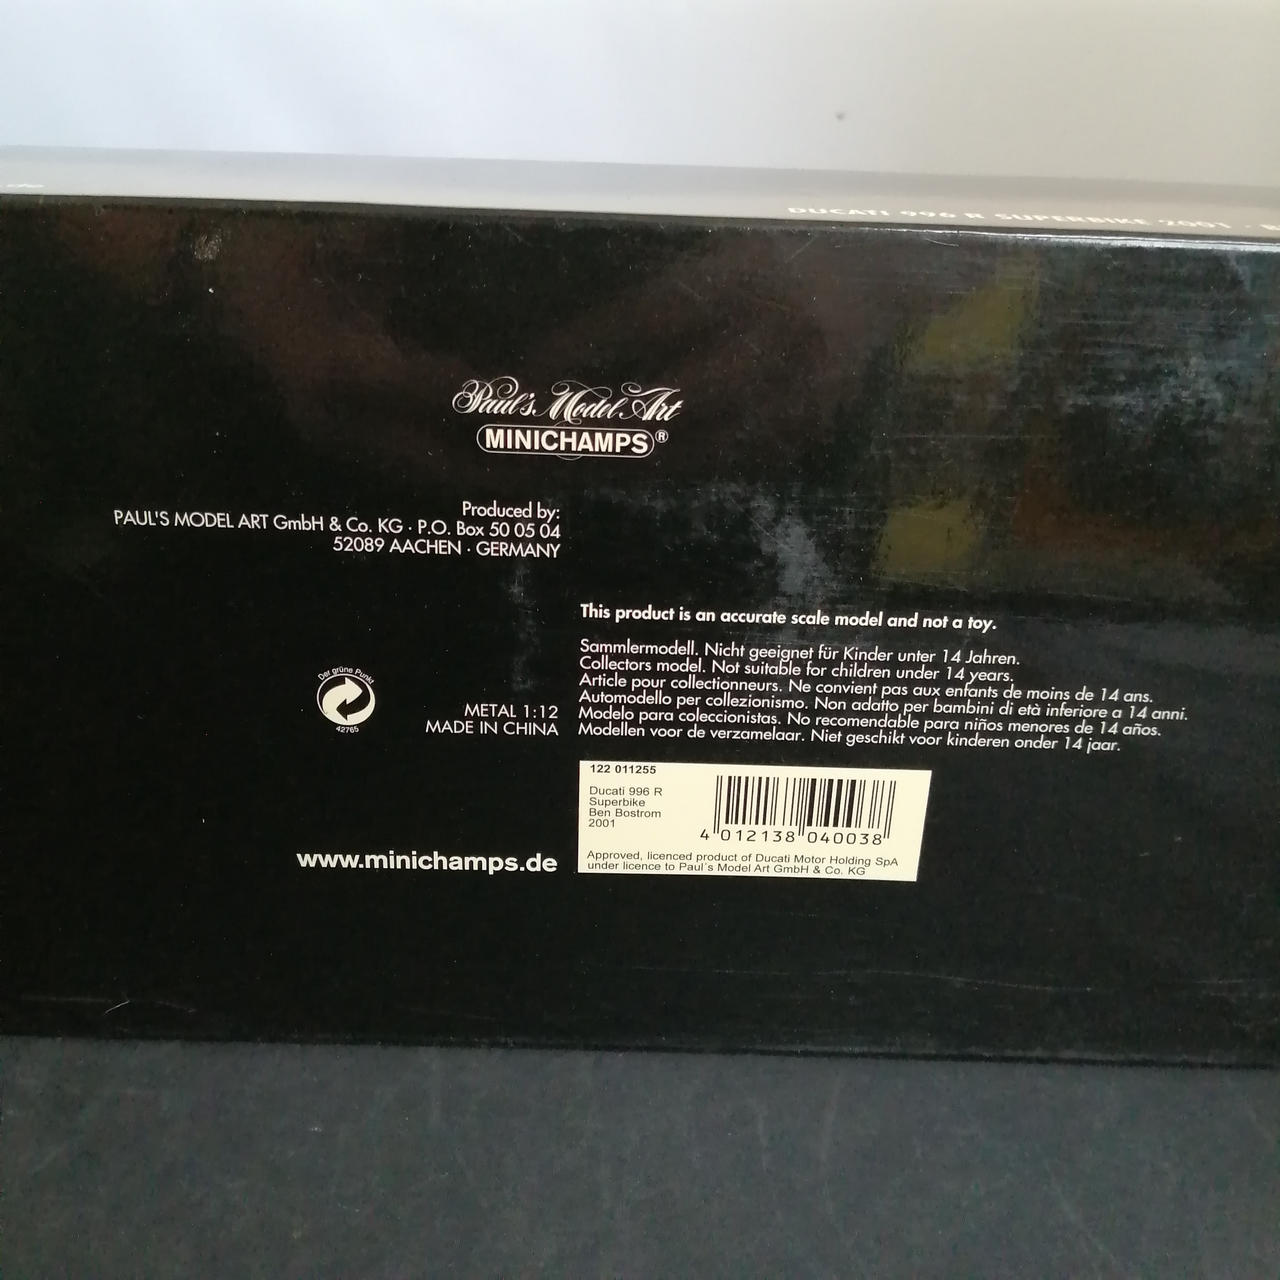 DUCATI 996 R SUPERBIKE 2001 ·
Paul's Model Art
MINICHAMPS®
Produced by:
PAUL'S MODEL ART GmbH & Co. KG · P.O. Box 50 05 04
52089 AACHEN · GERMANY
This product is an accurate scale model and not a toy.
Sammlermodell. Nicht geeignet für Kinder unter 14 Jahren.
Collectors model. Not suitable for children under 14 years.
Article pour collectionneurs. Ne convient pas aux enfants de moins de 14 ans.
Automodello per collezionismo. Non adatto per bambini di età inferiore a 14 anni.
Modelo para coleccionistas. No recomendable para niños menores de 14 años.
Modellen voor de verzamelaar. Niet geschikt voor kinderen onder 14 jaar.
Der grüne Punkt
42765
METAL 1:12
MADE IN CHINA
122 011255
Ducati 996 R
Superbike
Ben Bostrom
2001
4 012138 040038
Approved, licenced product of Ducati Motor Holding SpA
under licence to Paul´s Model Art GmbH & Co. KG
www.minichamps.de